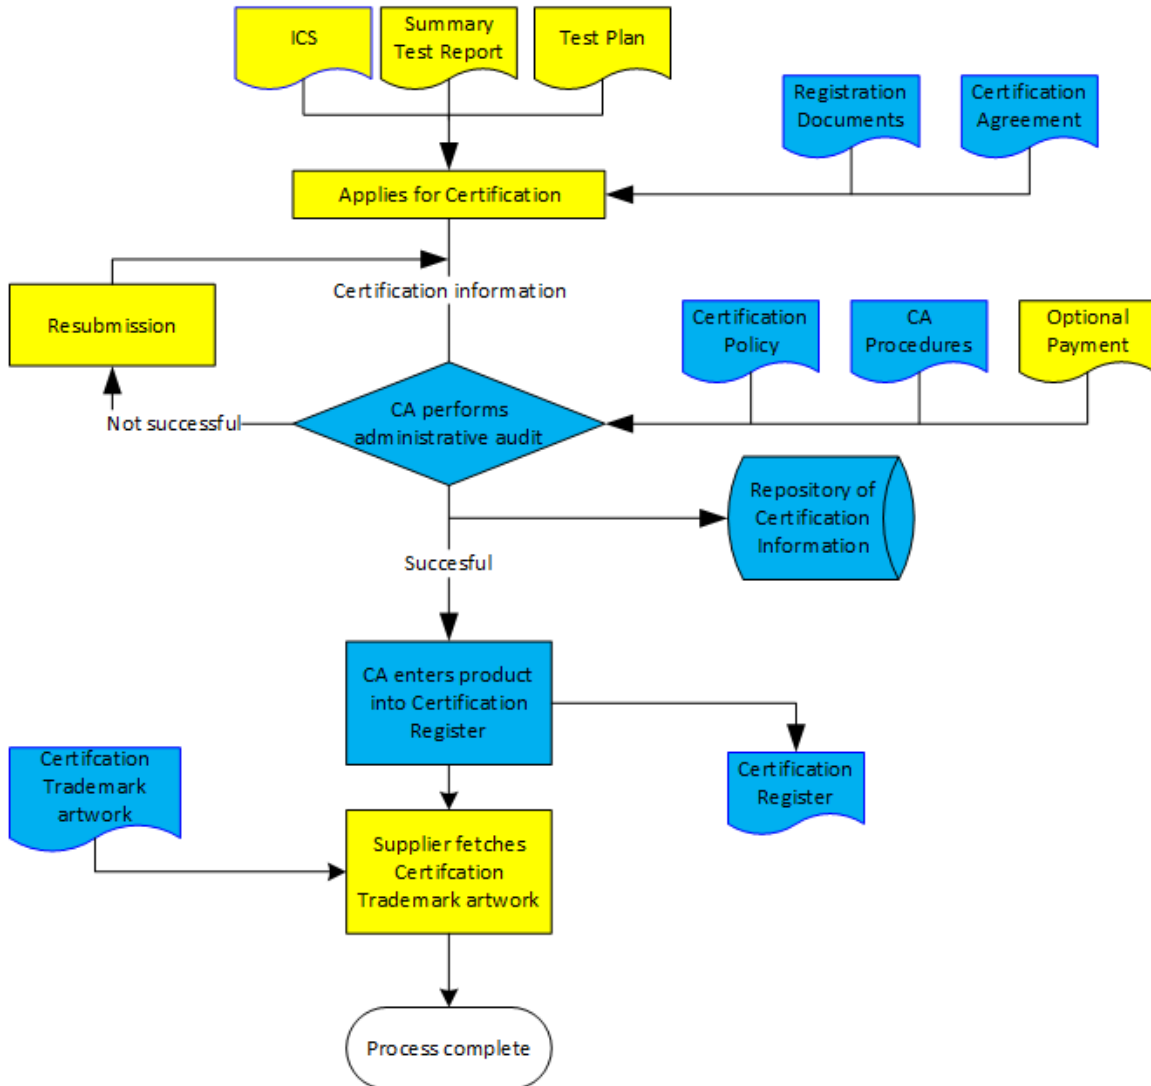 ICS
Summary
Test Report
Test Plan
Registration
Documents
Certification
Agreement
Applies for Certification
Certification information
Resubmission
Certification
Policy
CA
Procedures
Optional
Payment
Not successful
CA performs
administrative audit
Repository of
Certification
Information
Succesful
CA enters product
into Certification
Register
Certifcation
Trademark
artwork
Certification
Register
Supplier fetches
Certifcation
Trademark artwork
Process complete